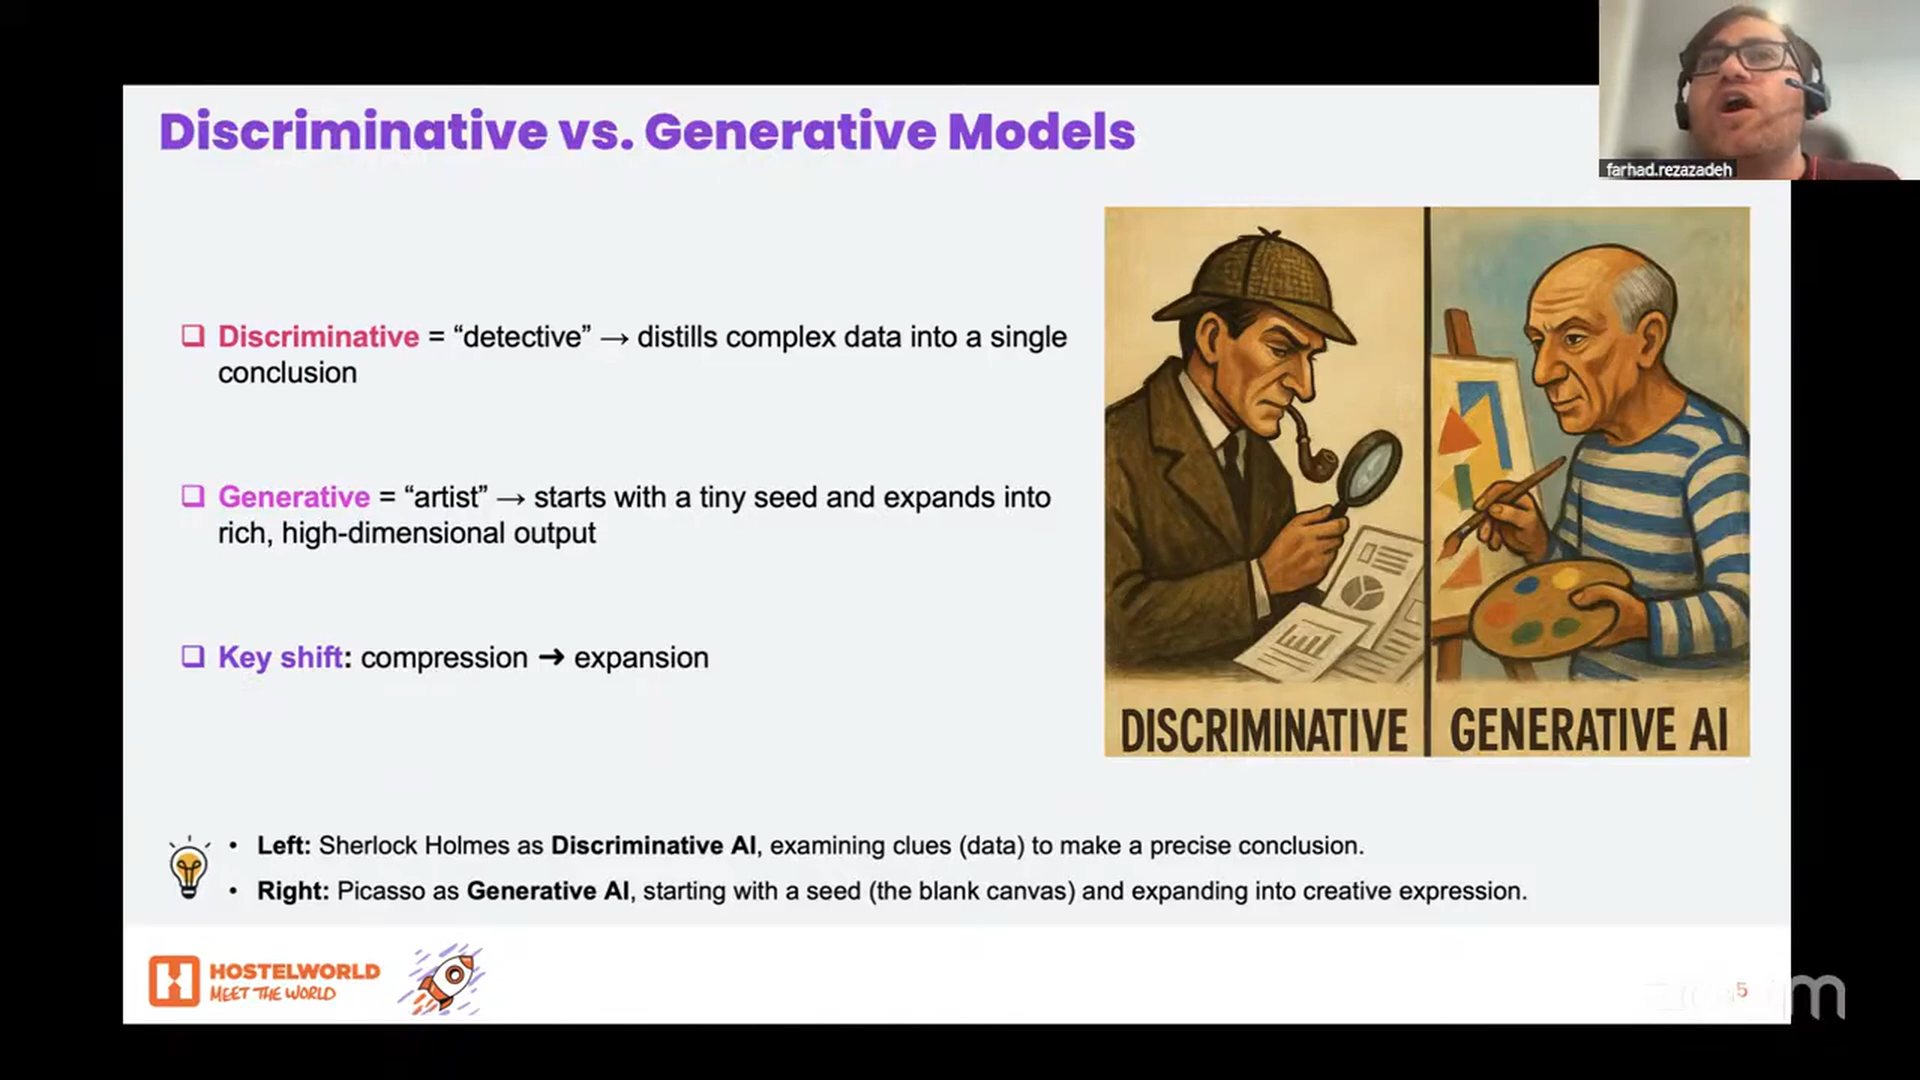 farhad.rezazadeh
Discriminative vs. Generative Models
Discriminative = “detective” → distills complex data into a single
conclusion
Generative = “artist” → starts with a tiny seed and expands into
rich, high-dimensional output
Key shift: compression → expansion
DISCRIMINATIVE
GENERATIVE AI
• Left: Sherlock Holmes as Discriminative AI, examining clues (data) to make a precise conclusion.
• Right: Picasso as Generative AI, starting with a seed (the blank canvas) and expanding into creative expression.
HOSTELWORLD
MEET THE WORLD
5